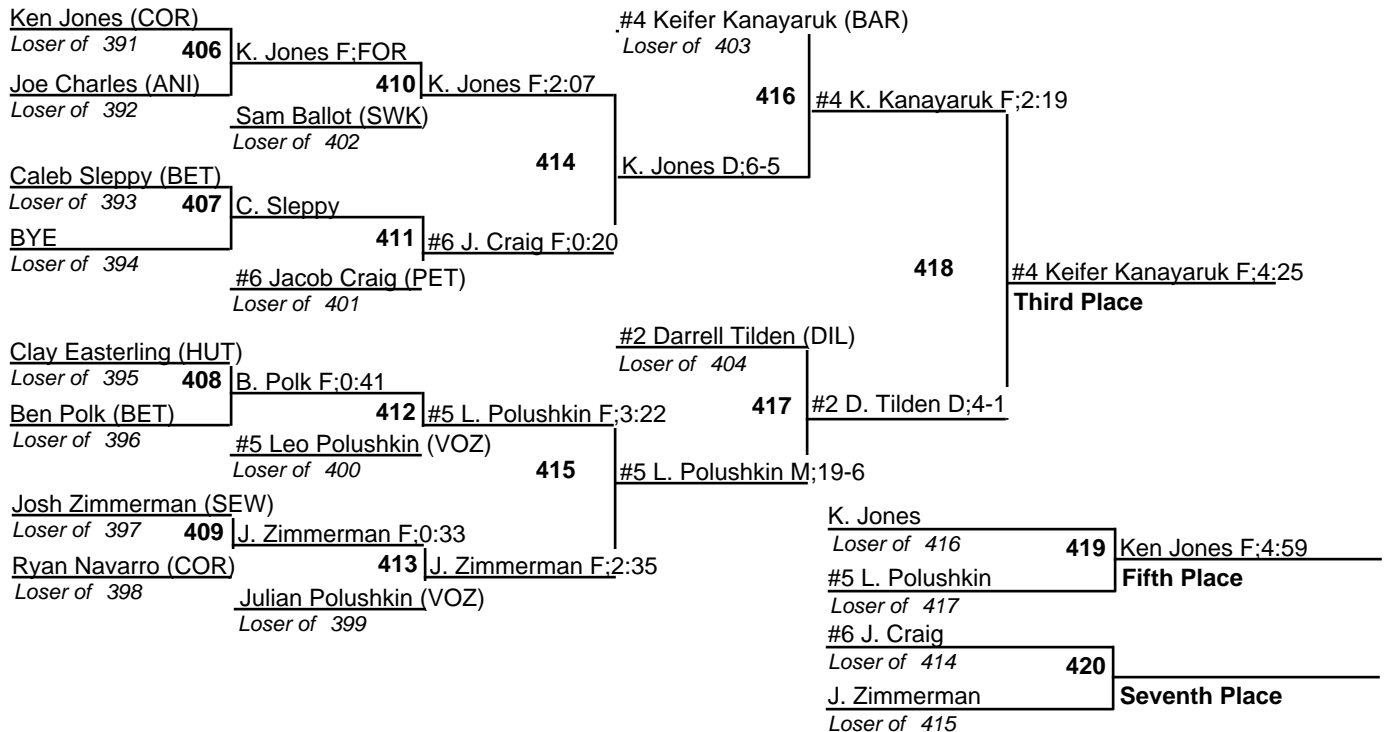 Ken Jones (COR)
Loser of 391
406
K. Jones F;FOR
Joe Charles (ANI)
Loser of 392
410
K. Jones F;2:07
Sam Ballot (SWK)
Loser of 402
Caleb Sleppy (BET)
Loser of 393
407
C. Sleppy
BYE
Loser of 394
411
#6 J. Craig F;0:20
#6 Jacob Craig (PET)
Loser of 401
414
K. Jones D;6-5
#4 Keifer Kanayaruk (BAR)
Loser of 403
416
#4 K. Kanayaruk F;2:19
Clay Easterling (HUT)
Loser of 395
408
B. Polk F;0:41
Ben Polk (BET)
Loser of 396
412
#5 L. Polushkin F;3:22
#5 Leo Polushkin (VOZ)
Loser of 400
Josh Zimmerman (SEW)
Loser of 397
409
J. Zimmerman F;0:33
Ryan Navarro (COR)
Loser of 398
413
J. Zimmerman F;2:35
Julian Polushkin (VOZ)
Loser of 399
415
#5 L. Polushkin M;19-6
#2 Darrell Tilden (DIL)
Loser of 404
417
#2 D. Tilden D;4-1
418
#4 Keifer Kanayaruk F;4:25
Third Place
K. Jones
Loser of 416
419
Ken Jones F;4:59
Fifth Place
#5 L. Polushkin
Loser of 417
#6 J. Craig
Loser of 414
420
Seventh Place
J. Zimmerman
Loser of 415